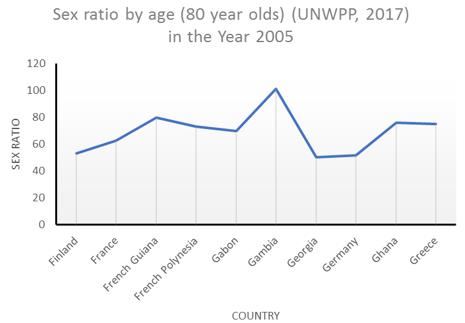 Sex ratio by age (80 year olds) (UNWPP, 2017)
in the Year 2005
120
100
80
60
40
20
0
SEX RATIO
Finland
France
French Guiana
French Polynesia
Gabon
Gambia
Georgia
Germany
Ghana
Greece
COUNTRY